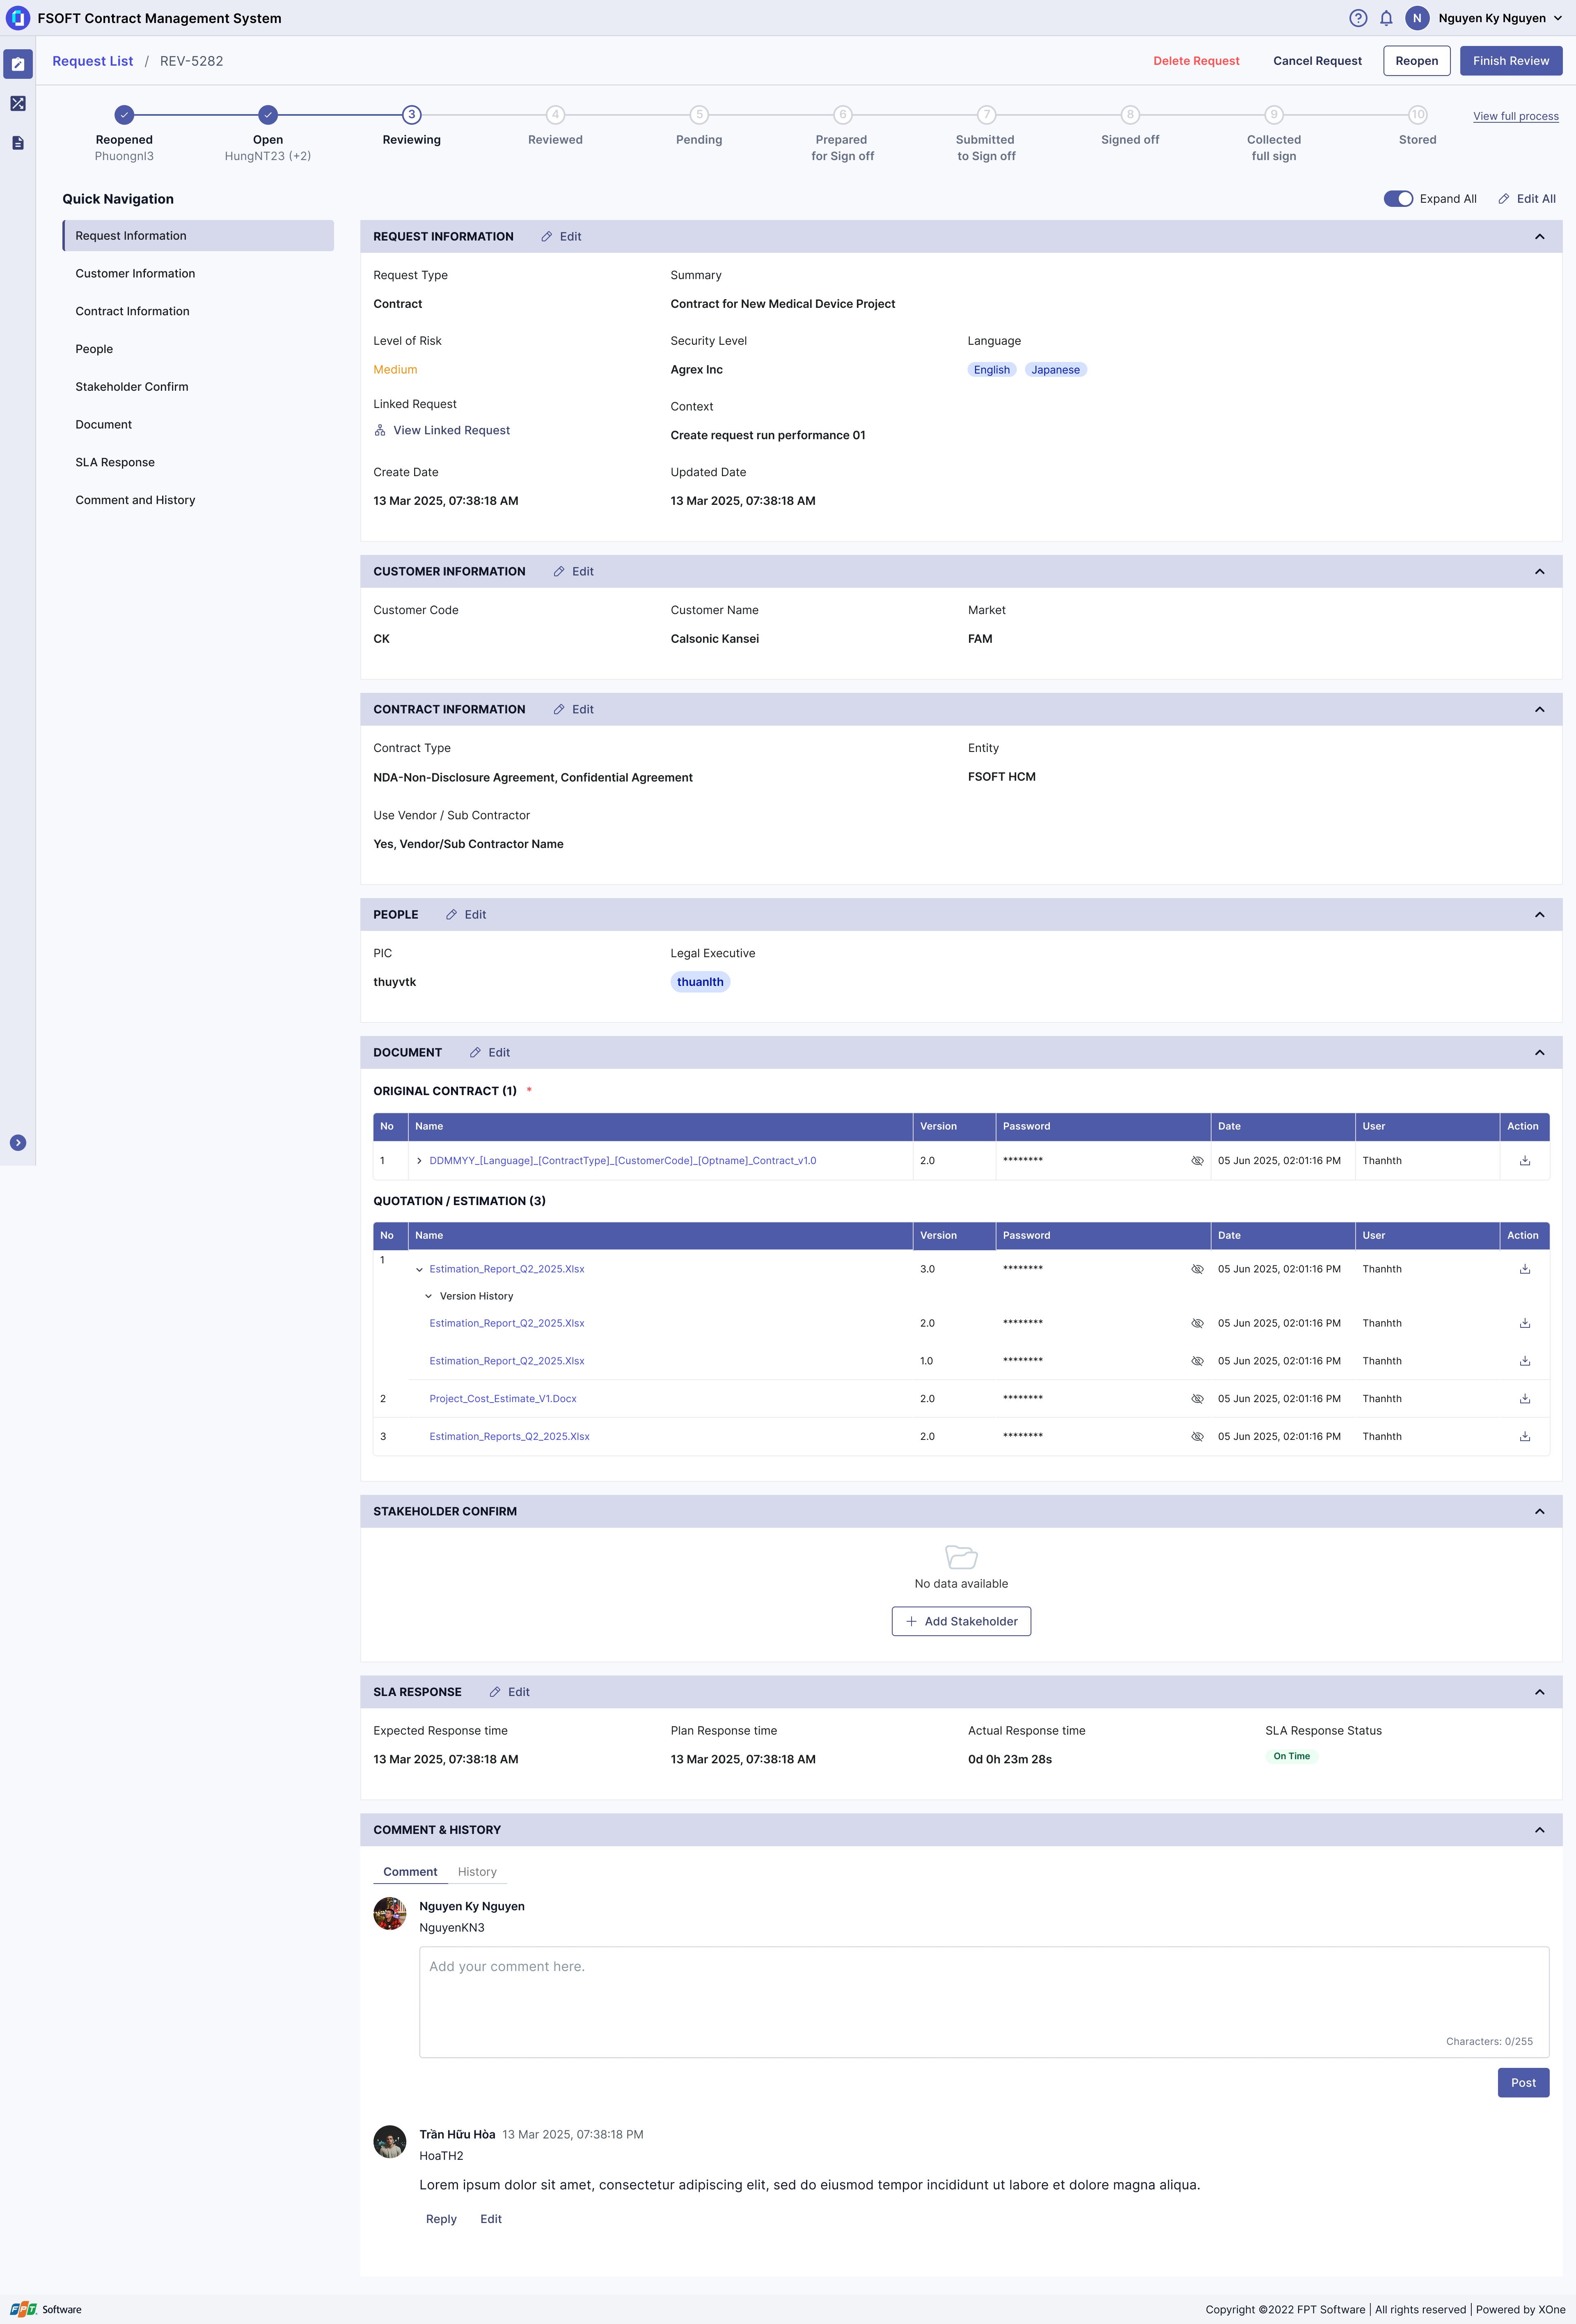 FSOFT Contract Management System
N
Nguyen Ky Nguyen
Request List / REV-5282
Delete Request
Cancel Request
Reopen
Finish Review
Reopened
Phuongnl3
Open
HungNT23 (+2)
3
Reviewing
4
Reviewed
5
Pending
6
Prepared
for Sign off
7
Submitted
to Sign off
8
Signed off
9
Collected
full sign
10
Stored
View full process
Quick Navigation
Expand All
Edit All
Request Information
Customer Information
Contract Information
People
Stakeholder Confirm
Document
SLA Response
Comment and History
REQUEST INFORMATION Edit
Request Type Summary
Contract Contract for New Medical Device Project
Level of Risk Security Level Language
Medium Agrex Inc English Japanese
Linked Request Context
View Linked Request Create request run performance 01
Create Date Updated Date
13 Mar 2025, 07:38:18 AM 13 Mar 2025, 07:38:18 AM
CUSTOMER INFORMATION Edit
Customer Code Customer Name Market
CK Calsonic Kansei FAM
CONTRACT INFORMATION Edit
Contract Type Entity
NDA-Non-Disclosure Agreement, Confidential Agreement FSOFT HCM
Use Vendor / Sub Contractor
Yes, Vendor/Sub Contractor Name
PEOPLE Edit
PIC Legal Executive
thuyvtk thuanlth
DOCUMENT Edit
ORIGINAL CONTRACT (1) *
No Name Version Password Date User Action
1 DDMMYY_[Language]_[ContractType]_[CustomerCode]_[Optname]_Contract_v1.0 2.0 ******** 05 Jun 2025, 02:01:16 PM Thanhth
QUOTATION / ESTIMATION (3)
No Name Version Password Date User Action
1 Estimation_Report_Q2_2025.Xlsx 3.0 ******** 05 Jun 2025, 02:01:16 PM Thanhth
Version History
Estimation_Report_Q2_2025.Xlsx 2.0 ******** 05 Jun 2025, 02:01:16 PM Thanhth
Estimation_Report_Q2_2025.Xlsx 1.0 ******** 05 Jun 2025, 02:01:16 PM Thanhth
2 Project_Cost_Estimate_V1.Docx 2.0 ******** 05 Jun 2025, 02:01:16 PM Thanhth
3 Estimation_Reports_Q2_2025.Xlsx 2.0 ******** 05 Jun 2025, 02:01:16 PM Thanhth
STAKEHOLDER CONFIRM
No data available
Add Stakeholder
SLA RESPONSE Edit
Expected Response time Plan Response time Actual Response time SLA Response Status
13 Mar 2025, 07:38:18 AM 13 Mar 2025, 07:38:18 AM 0d 0h 23m 28s On Time
COMMENT & HISTORY
Comment History
Nguyen Ky Nguyen
NguyenKN3
Add your comment here.
Characters: 0/255
Post
Trần Hữu Hòa 13 Mar 2025, 07:38:18 PM
HoaTH2
Lorem ipsum dolor sit amet, consectetur adipiscing elit, sed do eiusmod tempor incididunt ut labore et dolore magna aliqua.
Reply Edit
FPT Software
Copyright ©2022 FPT Software | All rights reserved | Powered by XOne